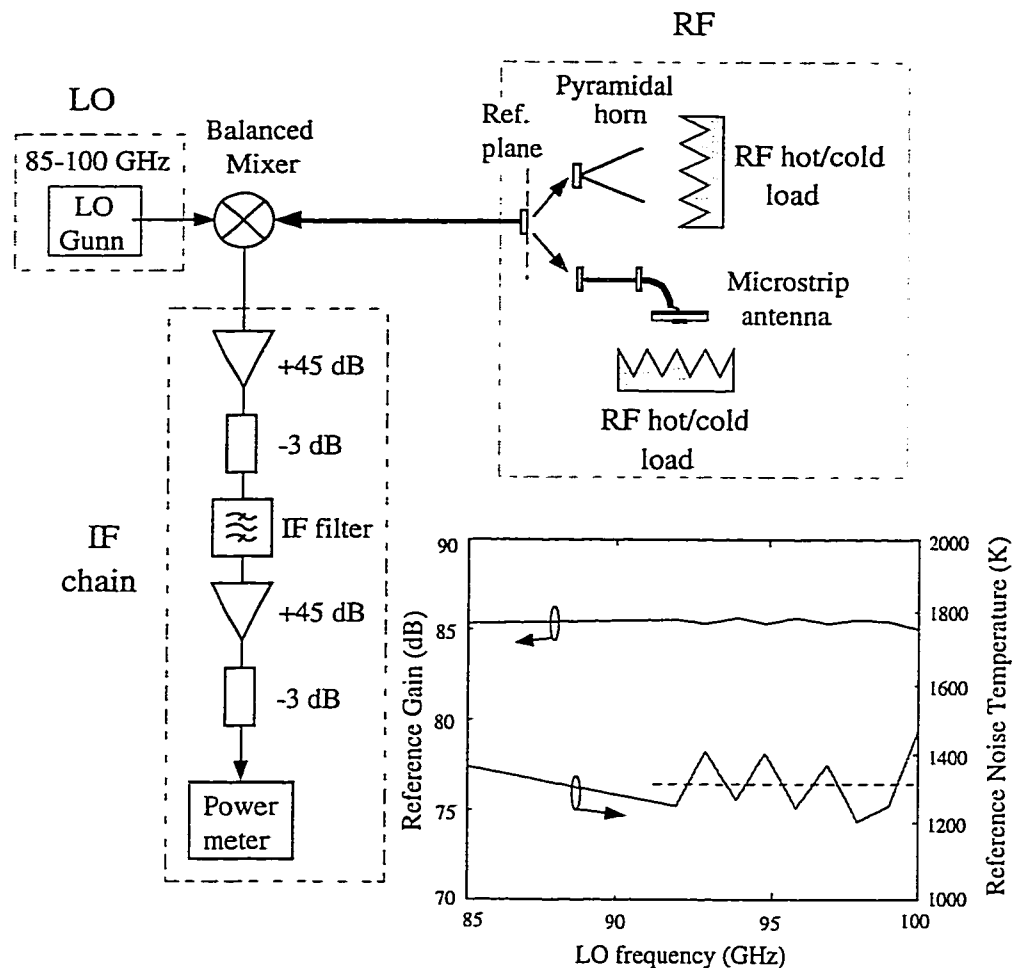 RF
LO
85-100 GHz
LO
Gunn
Balanced
Mixer
Ref.
plane
Pyramidal
horn
RF hot/cold
load
Microstrip
antenna
RF hot/cold
load
+45 dB
-3 dB
IF filter
+45 dB
-3 dB
Power
meter
IF
chain
Reference Gain (dB)
90
85
80
75
70
85
90
95
100
LO frequency (GHz)
2000
1800
1600
1400
1200
1000
Reference Noise Temperature (K)